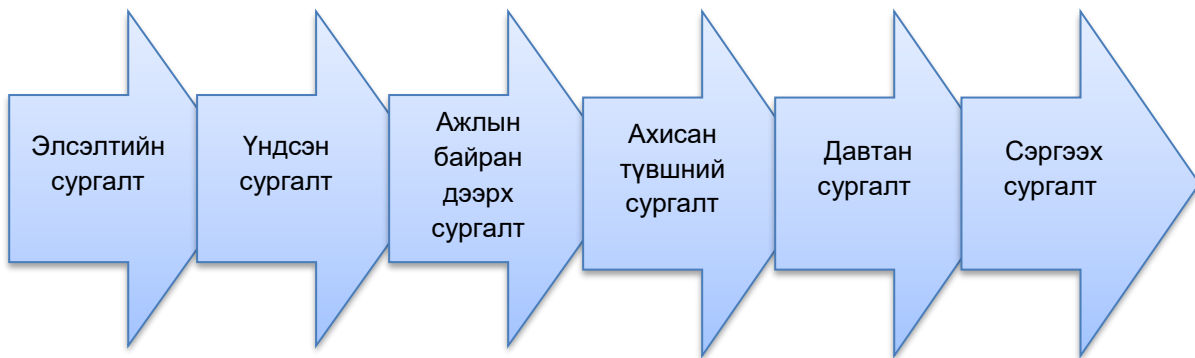 Элсэлтийн
сургалт
Үндсэн
сургалт
Ажлын
байран
дээрх
сургалт
Ахисан
түвшний
сургалт
Давтан
сургалт
Сэргээх
сургалт